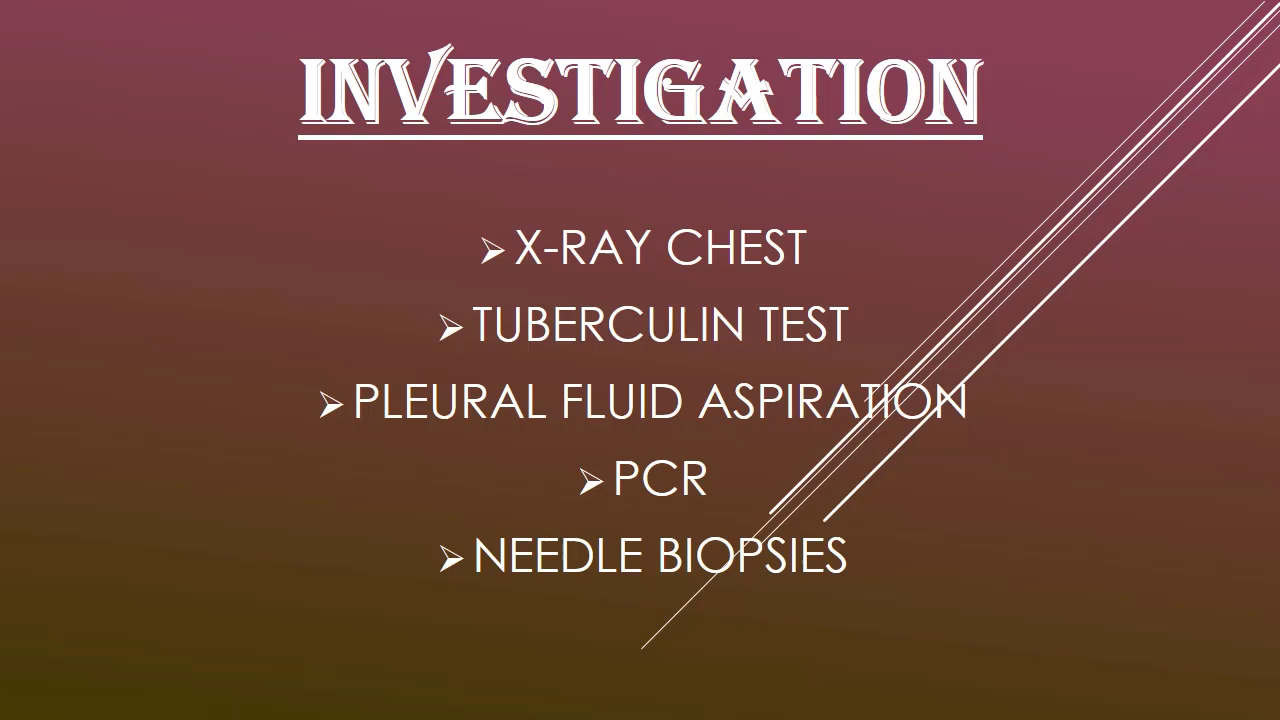 INVESTIGATION
➢ X-RAY CHEST
➢ TUBERCULIN TEST
➢ PLEURAL FLUID ASPIRATION
➢ PCR
➢ NEEDLE BIOPSIES